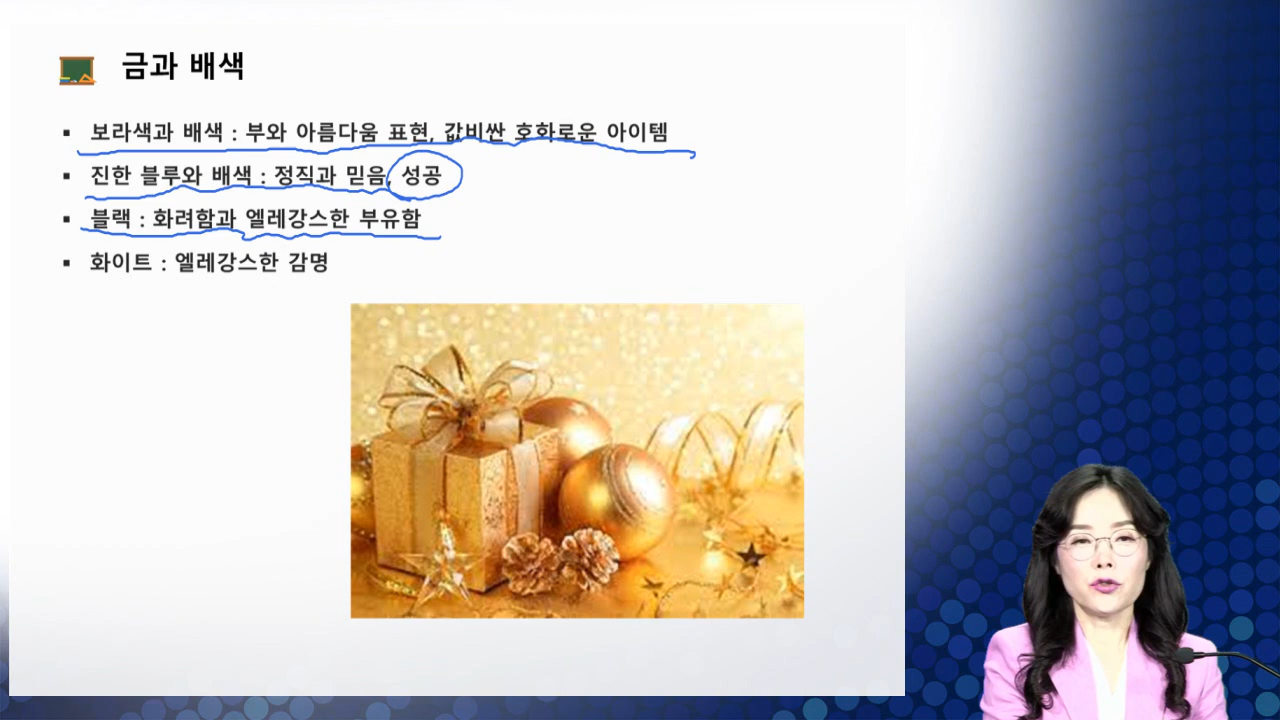 금과 배색
▪ 보라색과 배색 : 부와 아름다움 표현, 값비싼 호화로운 아이템
▪ 진한 블루와 배색 : 정직과 믿음, 성공
▪ 블랙 : 화려함과 엘레강스한 부유함
▪ 화이트 : 엘레강스한 감명